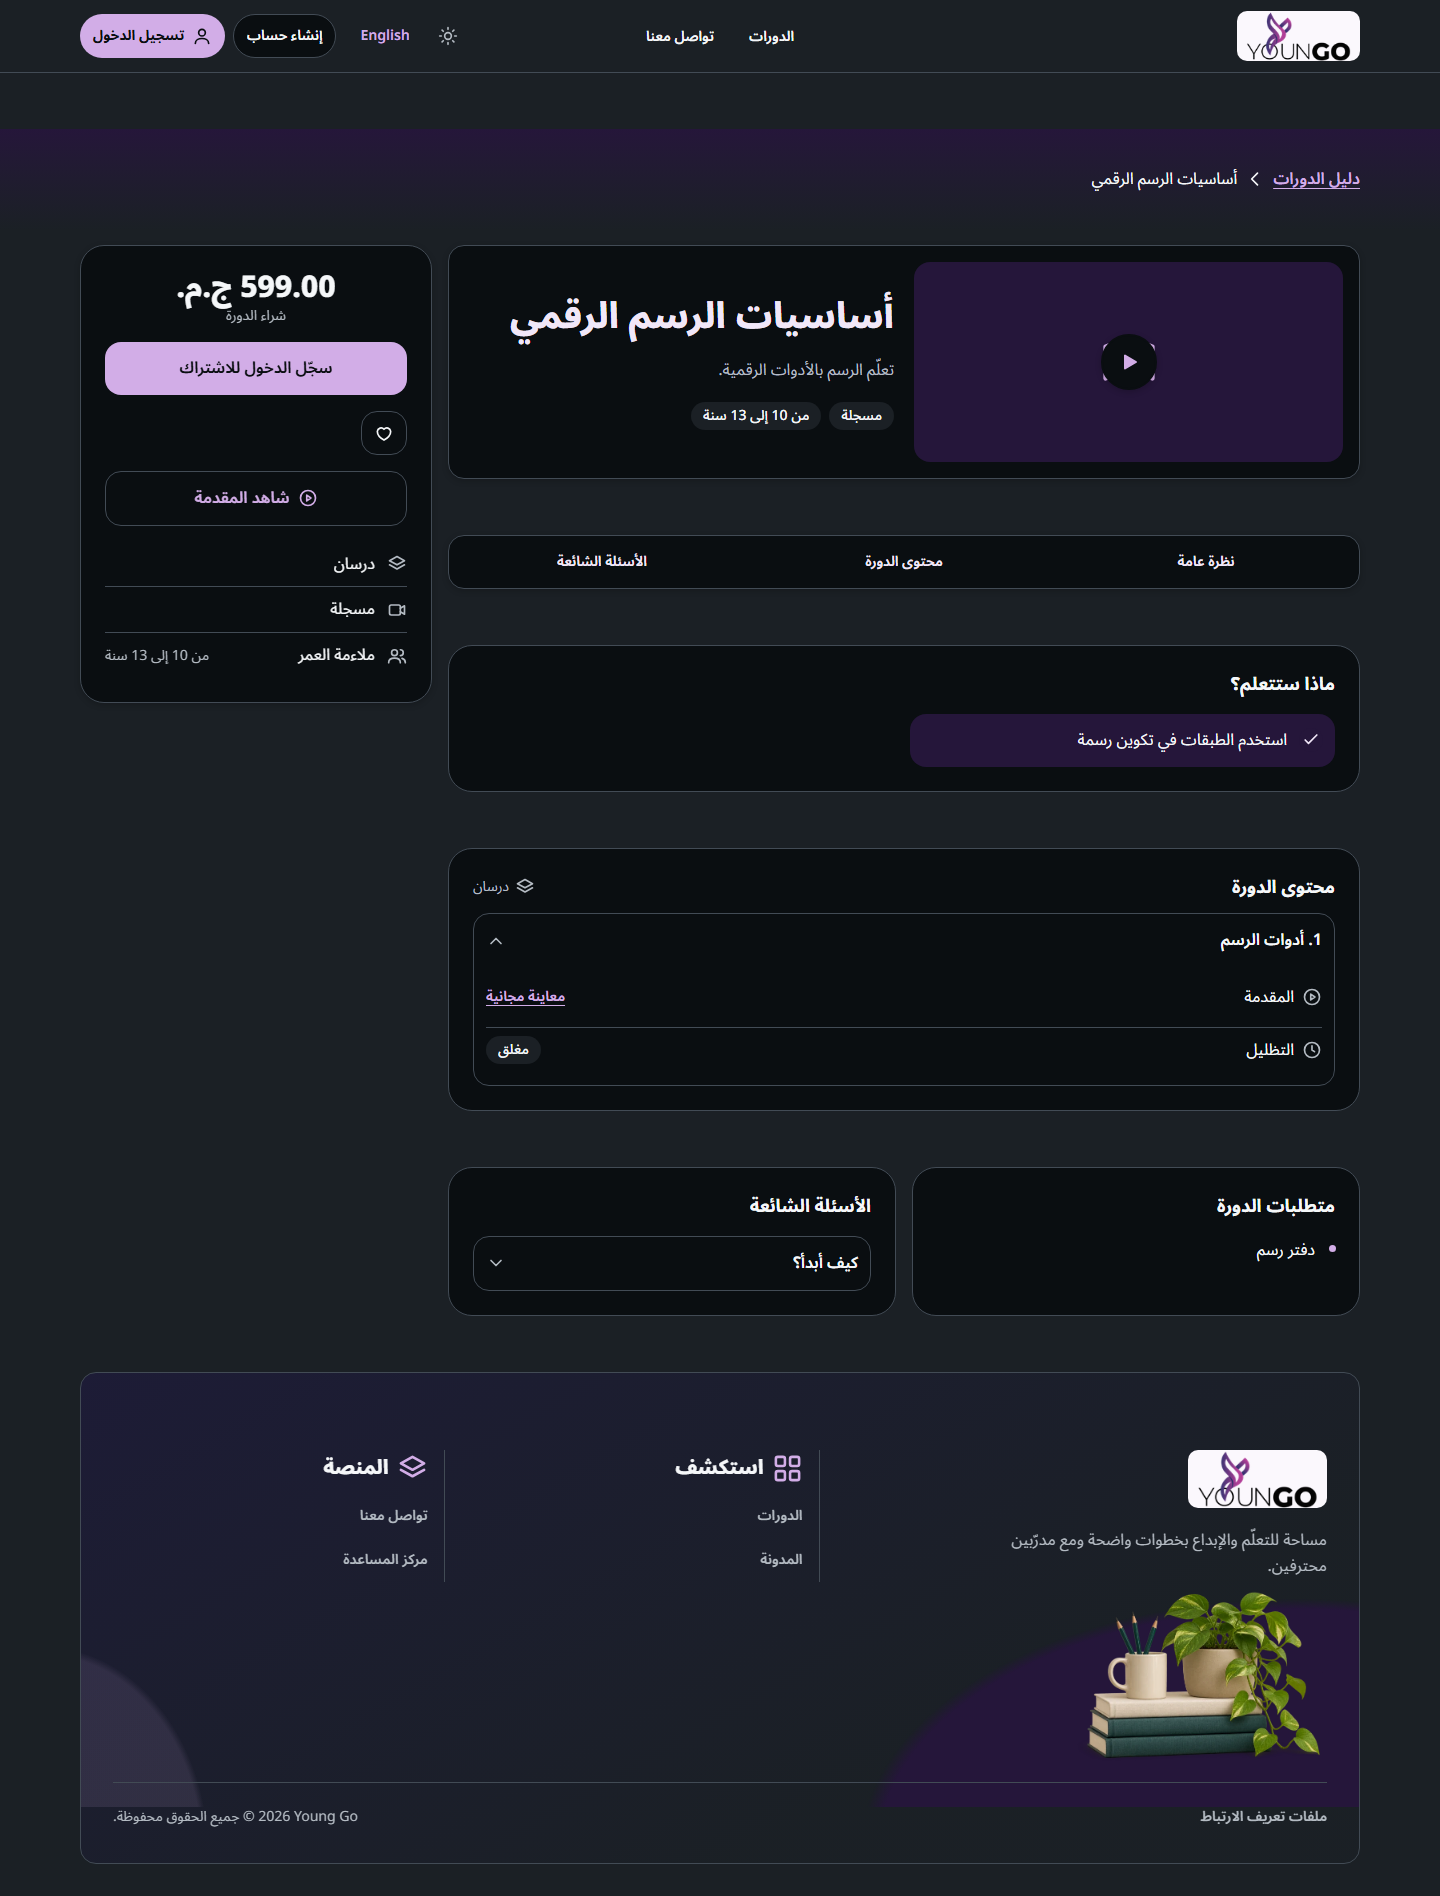 YOUNGO
الدورات
تواصل معنا
English
إنشاء حساب
تسجيل الدخول
دليل الدورات
أساسيات الرسم الرقمي
أساسيات الرسم الرقمي
تعلّم الرسم بالأدوات الرقمية.
مسجلة
من 10 إلى 13 سنة
599.00 ج.م.
شراء الدورة
سجّل الدخول للاشتراك
شاهد المقدمة
درسان
مسجلة
ملاءمة العمر
من 10 إلى 13 سنة
نظرة عامة
محتوى الدورة
الأسئلة الشائعة
ماذا ستتعلم؟
استخدم الطبقات في تكوين رسمة
محتوى الدورة
درسان
1. أدوات الرسم
المقدمة
معاينة مجانية
التظليل
مغلق
متطلبات الدورة
دفتر رسم
الأسئلة الشائعة
كيف أبدأ؟
YOUNGO
مساحة للتعلّم والإبداع بخطوات واضحة ومع مدرّبين
محترفين.
استكشف
الدورات
المدونة
المنصة
تواصل معنا
مركز المساعدة
ملفات تعريف الارتباط
Young Go 2026 © جميع الحقوق محفوظة.